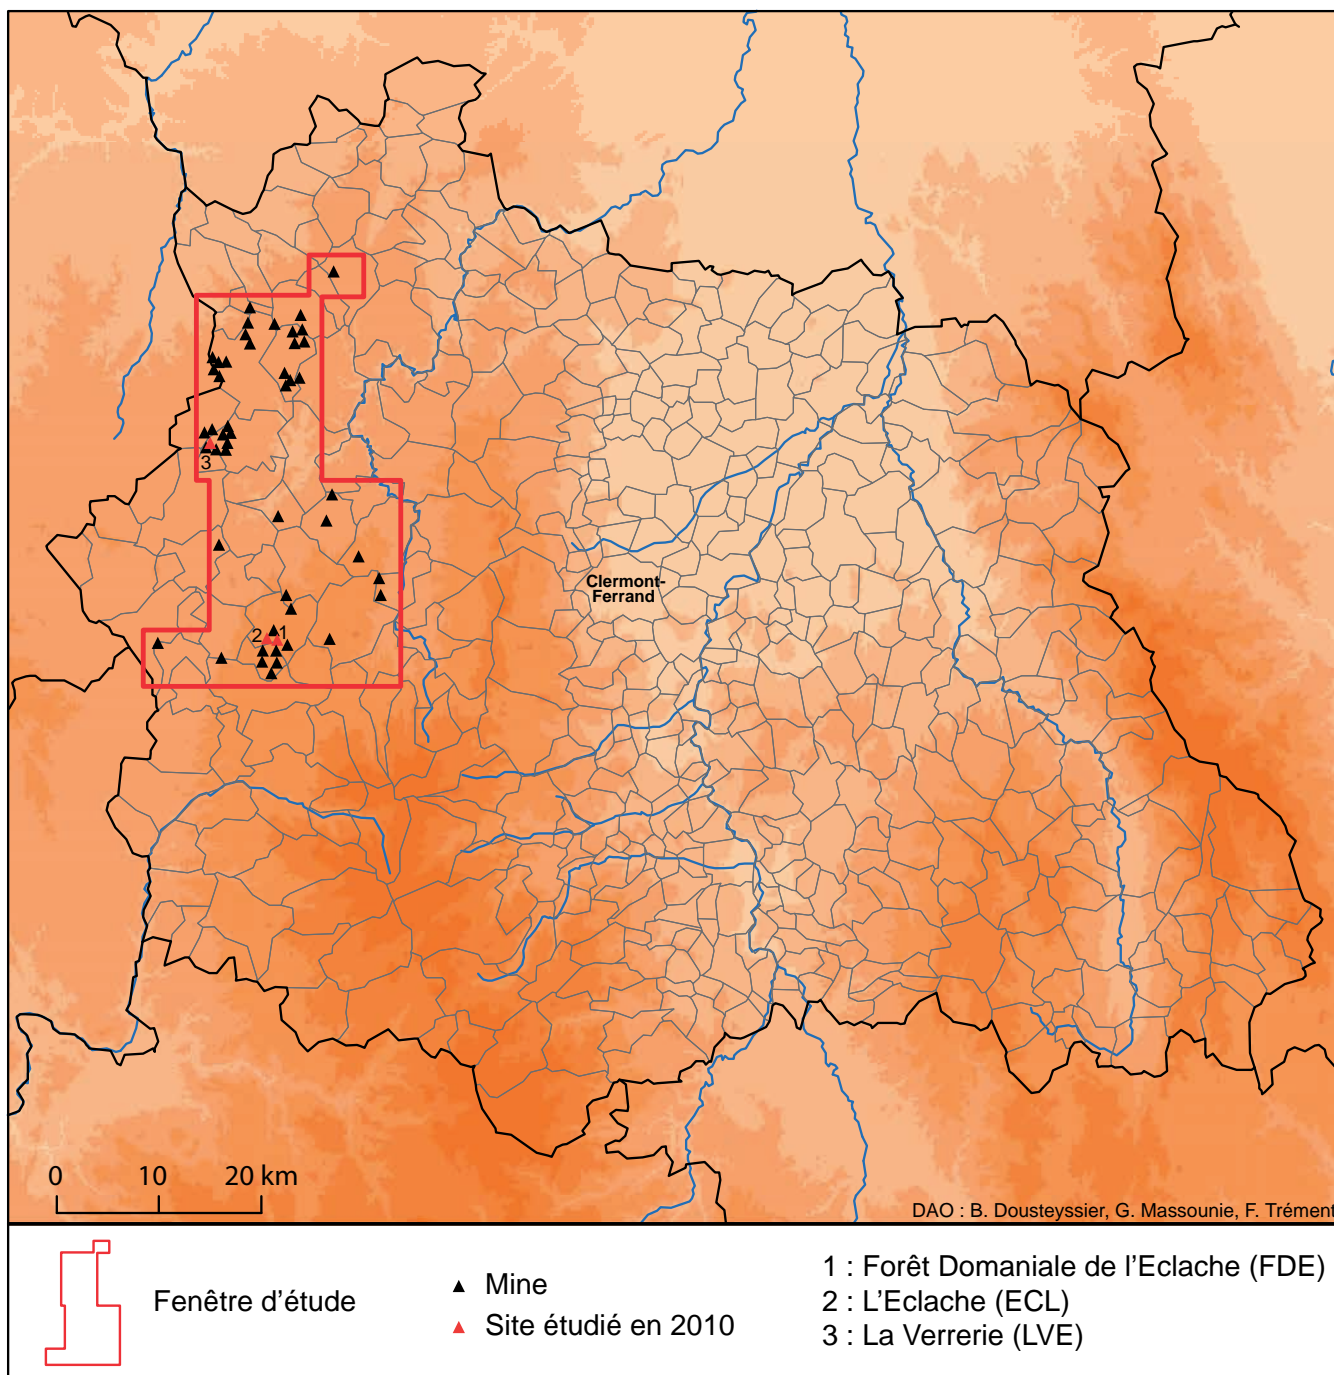 3
Clermont-
Ferrand
2 1
0 10 20 km
DAO : B. Dousteyssier, G. Massounie, F. Trément
Fenêtre d'étude
Mine
Site étudié en 2010
1 : Forêt Domaniale de l'Eclache (FDE)
2 : L'Eclache (ECL)
3 : La Verrerie (LVE)